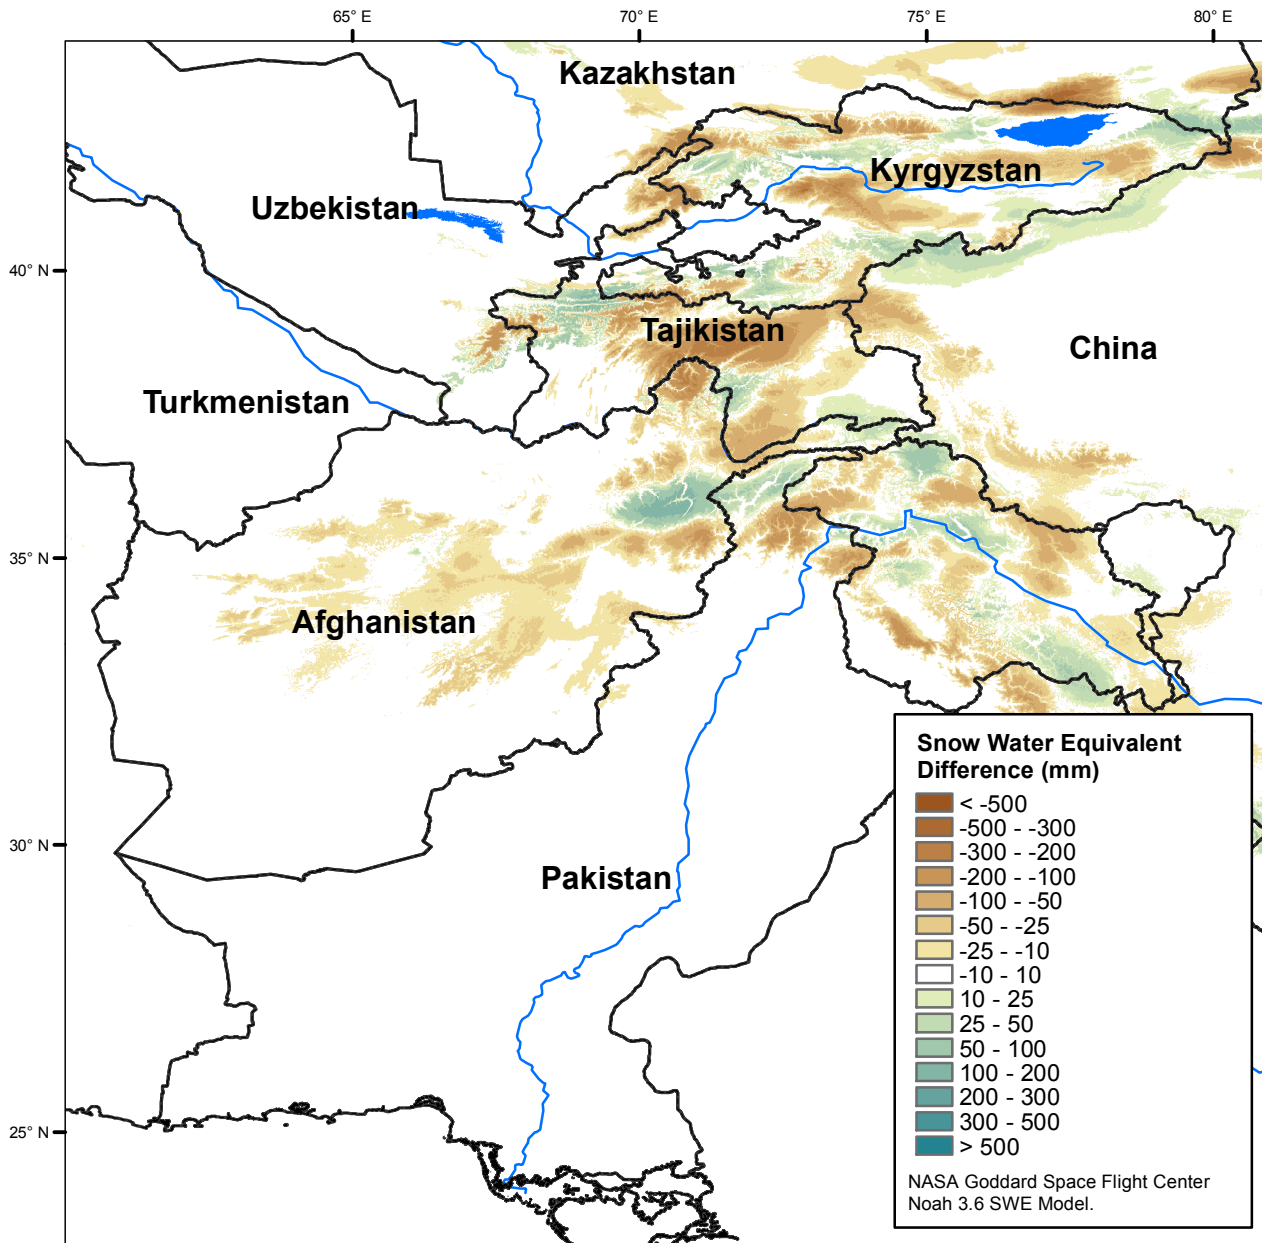 65° E
70° E
75° E
80° E
Kazakhstan
Kyrgyzstan
Uzbekistan
40° N
Tajikistan
China
Turkmenistan
35° N
Afghanistan
Snow Water Equivalent
Difference (mm)
< -500
-500 - -300
-300 - -200
-200 - -100
-100 - -50
-50 - -25
-25 - -10
-10 - 10
10 - 25
25 - 50
50 - 100
100 - 200
200 - 300
300 - 500
> 500
NASA Goddard Space Flight Center
Noah 3.6 SWE Model.
30° N
Pakistan
25° N